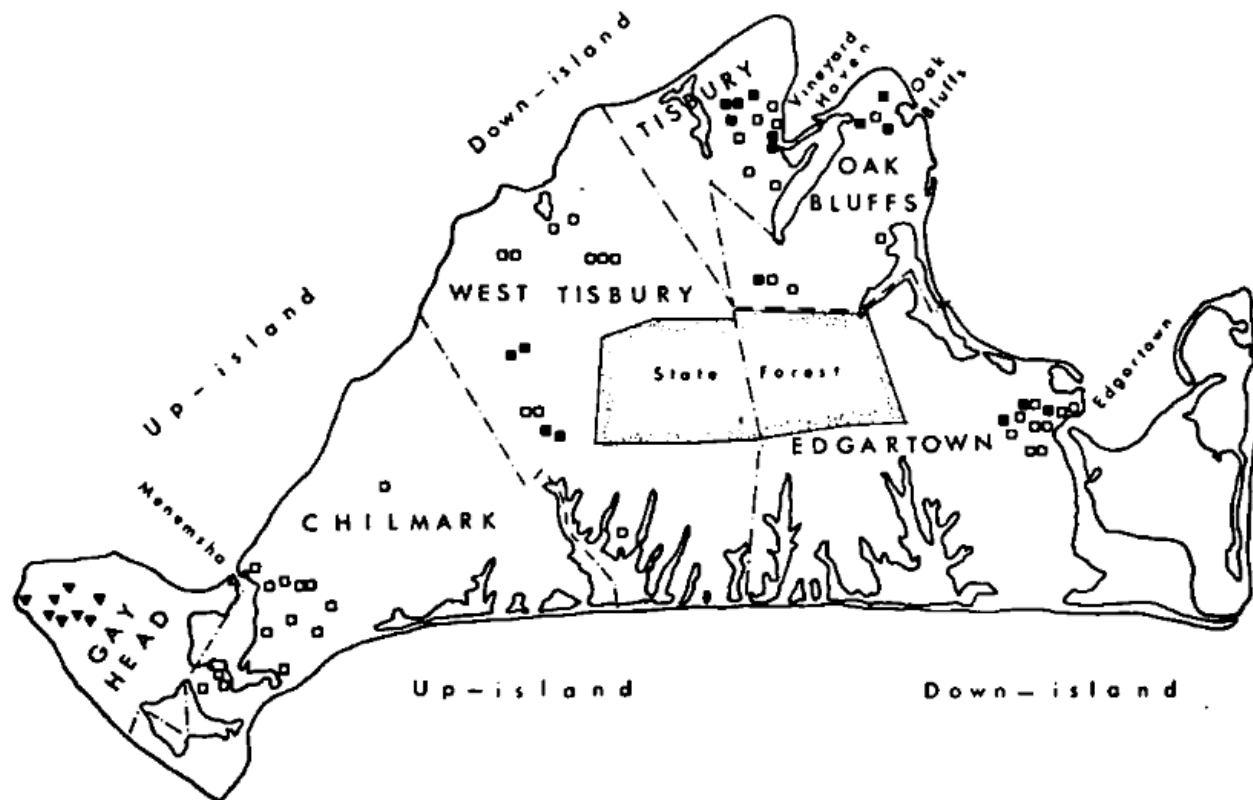 Down-island
TISBURY
Vineyard
Haven
Oak
Bluffs
OAK
BLUFFS
WEST TISBURY
Up-island
State Forest
Edgartown
EDGARTOWN
Menemsha
CHILMARK
GAY
HEAD
Up-island
Down-island